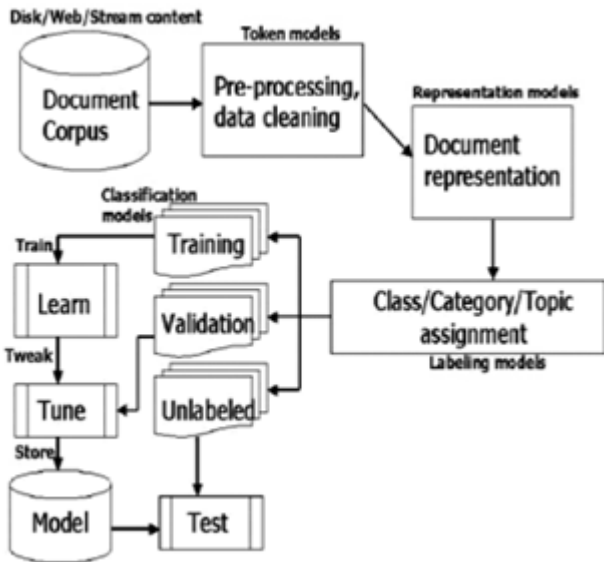 Disk/Web/Stream content
Document
Corpus
Token models
Pre-processing,
data cleaning
Representation models
Document
representation
Class/Category/Topic
assignment
Labeling models
Classification
models
Training
Validation
Unlabeled
Train
Learn
Tweak
Tune
Store
Model
Test